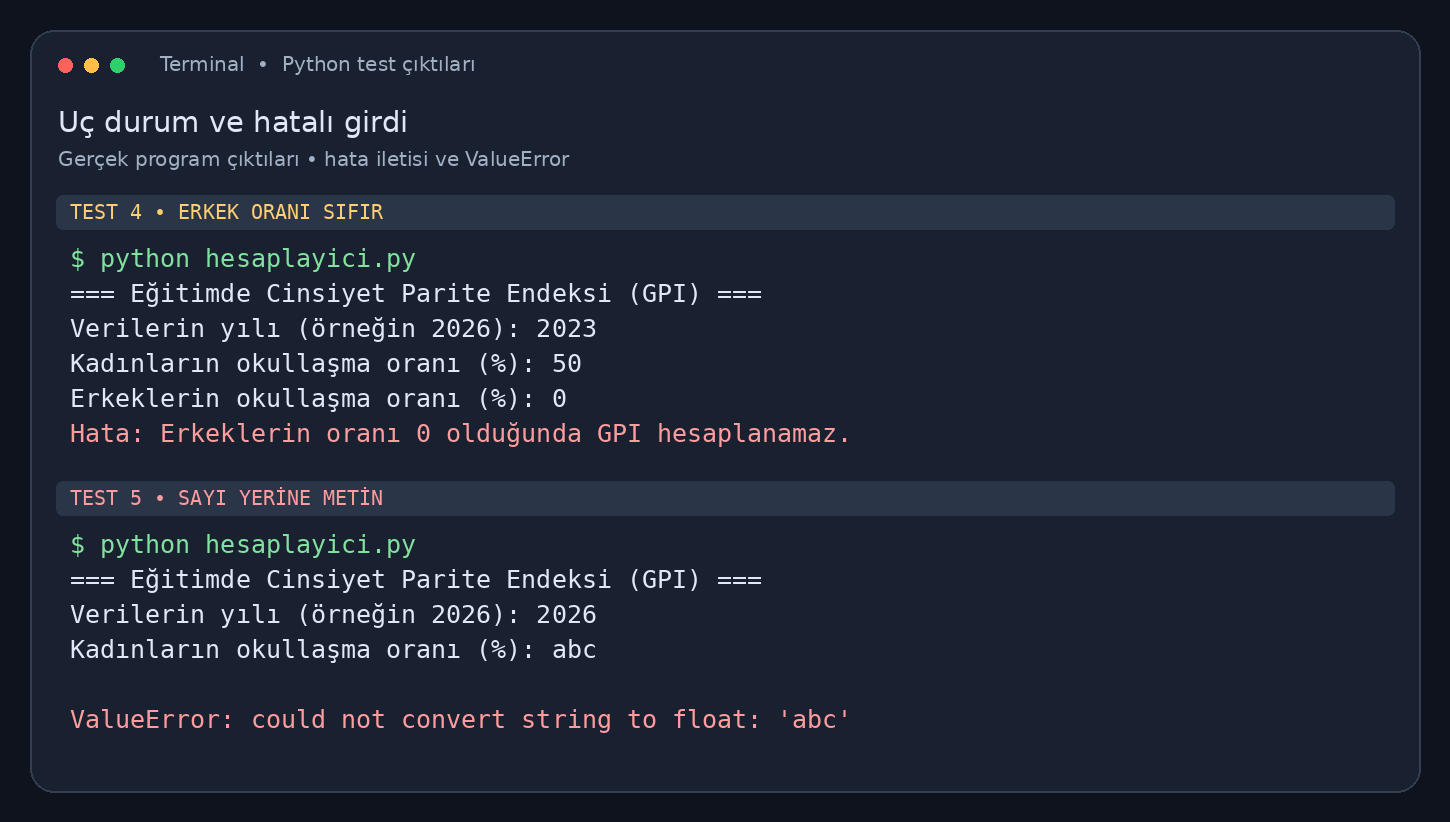 Terminal • Python test çıktıları
Uç durum ve hatalı girdi
Gerçek program çıktıları • hata iletisi ve ValueError
TEST 4 • ERKEK ORANI SIFIR
$ python hesaplayici.py
=== Eğitimde Cinsiyet Parite Endeksi (GPI) ===
Verilerin yılı (örneğin 2026): 2023
Kadınların okullaşma oranı (%): 50
Erkeklerin okullaşma oranı (%): 0
Hata: Erkeklerin oranı 0 olduğunda GPI hesaplanamaz.
TEST 5 • SAYI YERİNE METİN
$ python hesaplayici.py
=== Eğitimde Cinsiyet Parite Endeksi (GPI) ===
Verilerin yılı (örneğin 2026): 2026
Kadınların okullaşma oranı (%): abc
ValueError: could not convert string to float: 'abc'